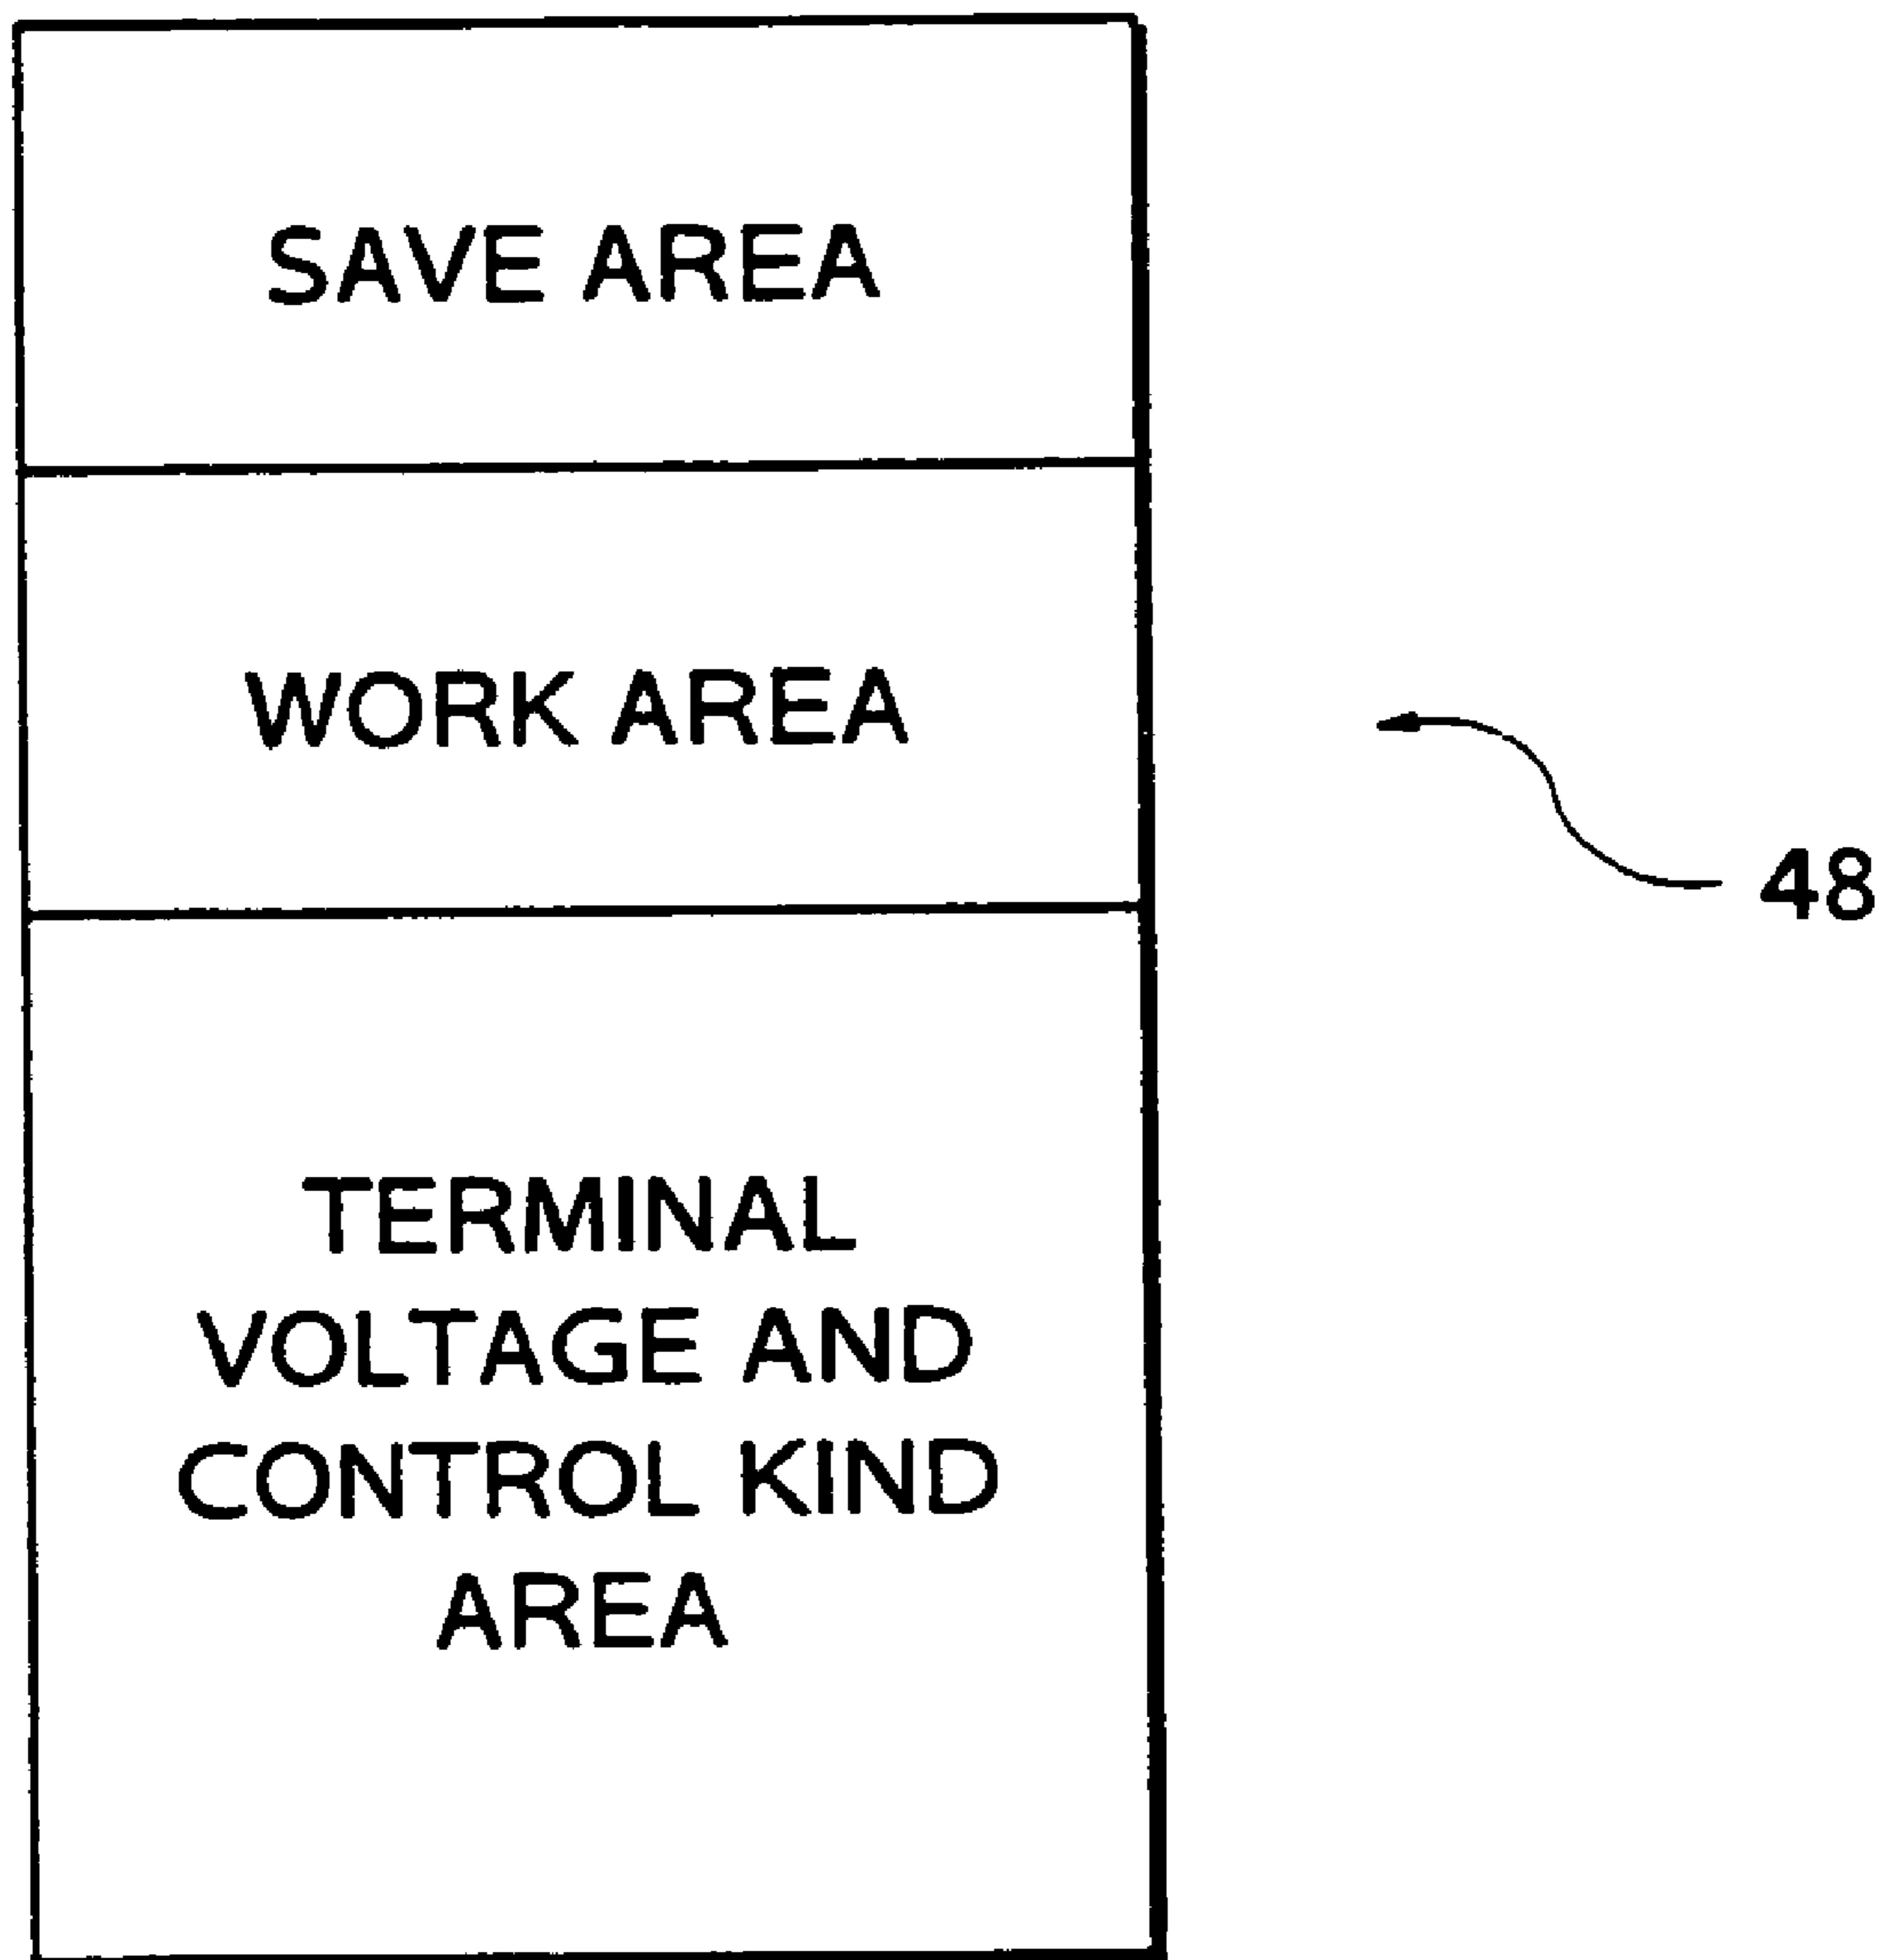 SAVE AREA
WORK AREA
48
TERMINAL
VOLTAGE AND
CONTROL KIND
AREA